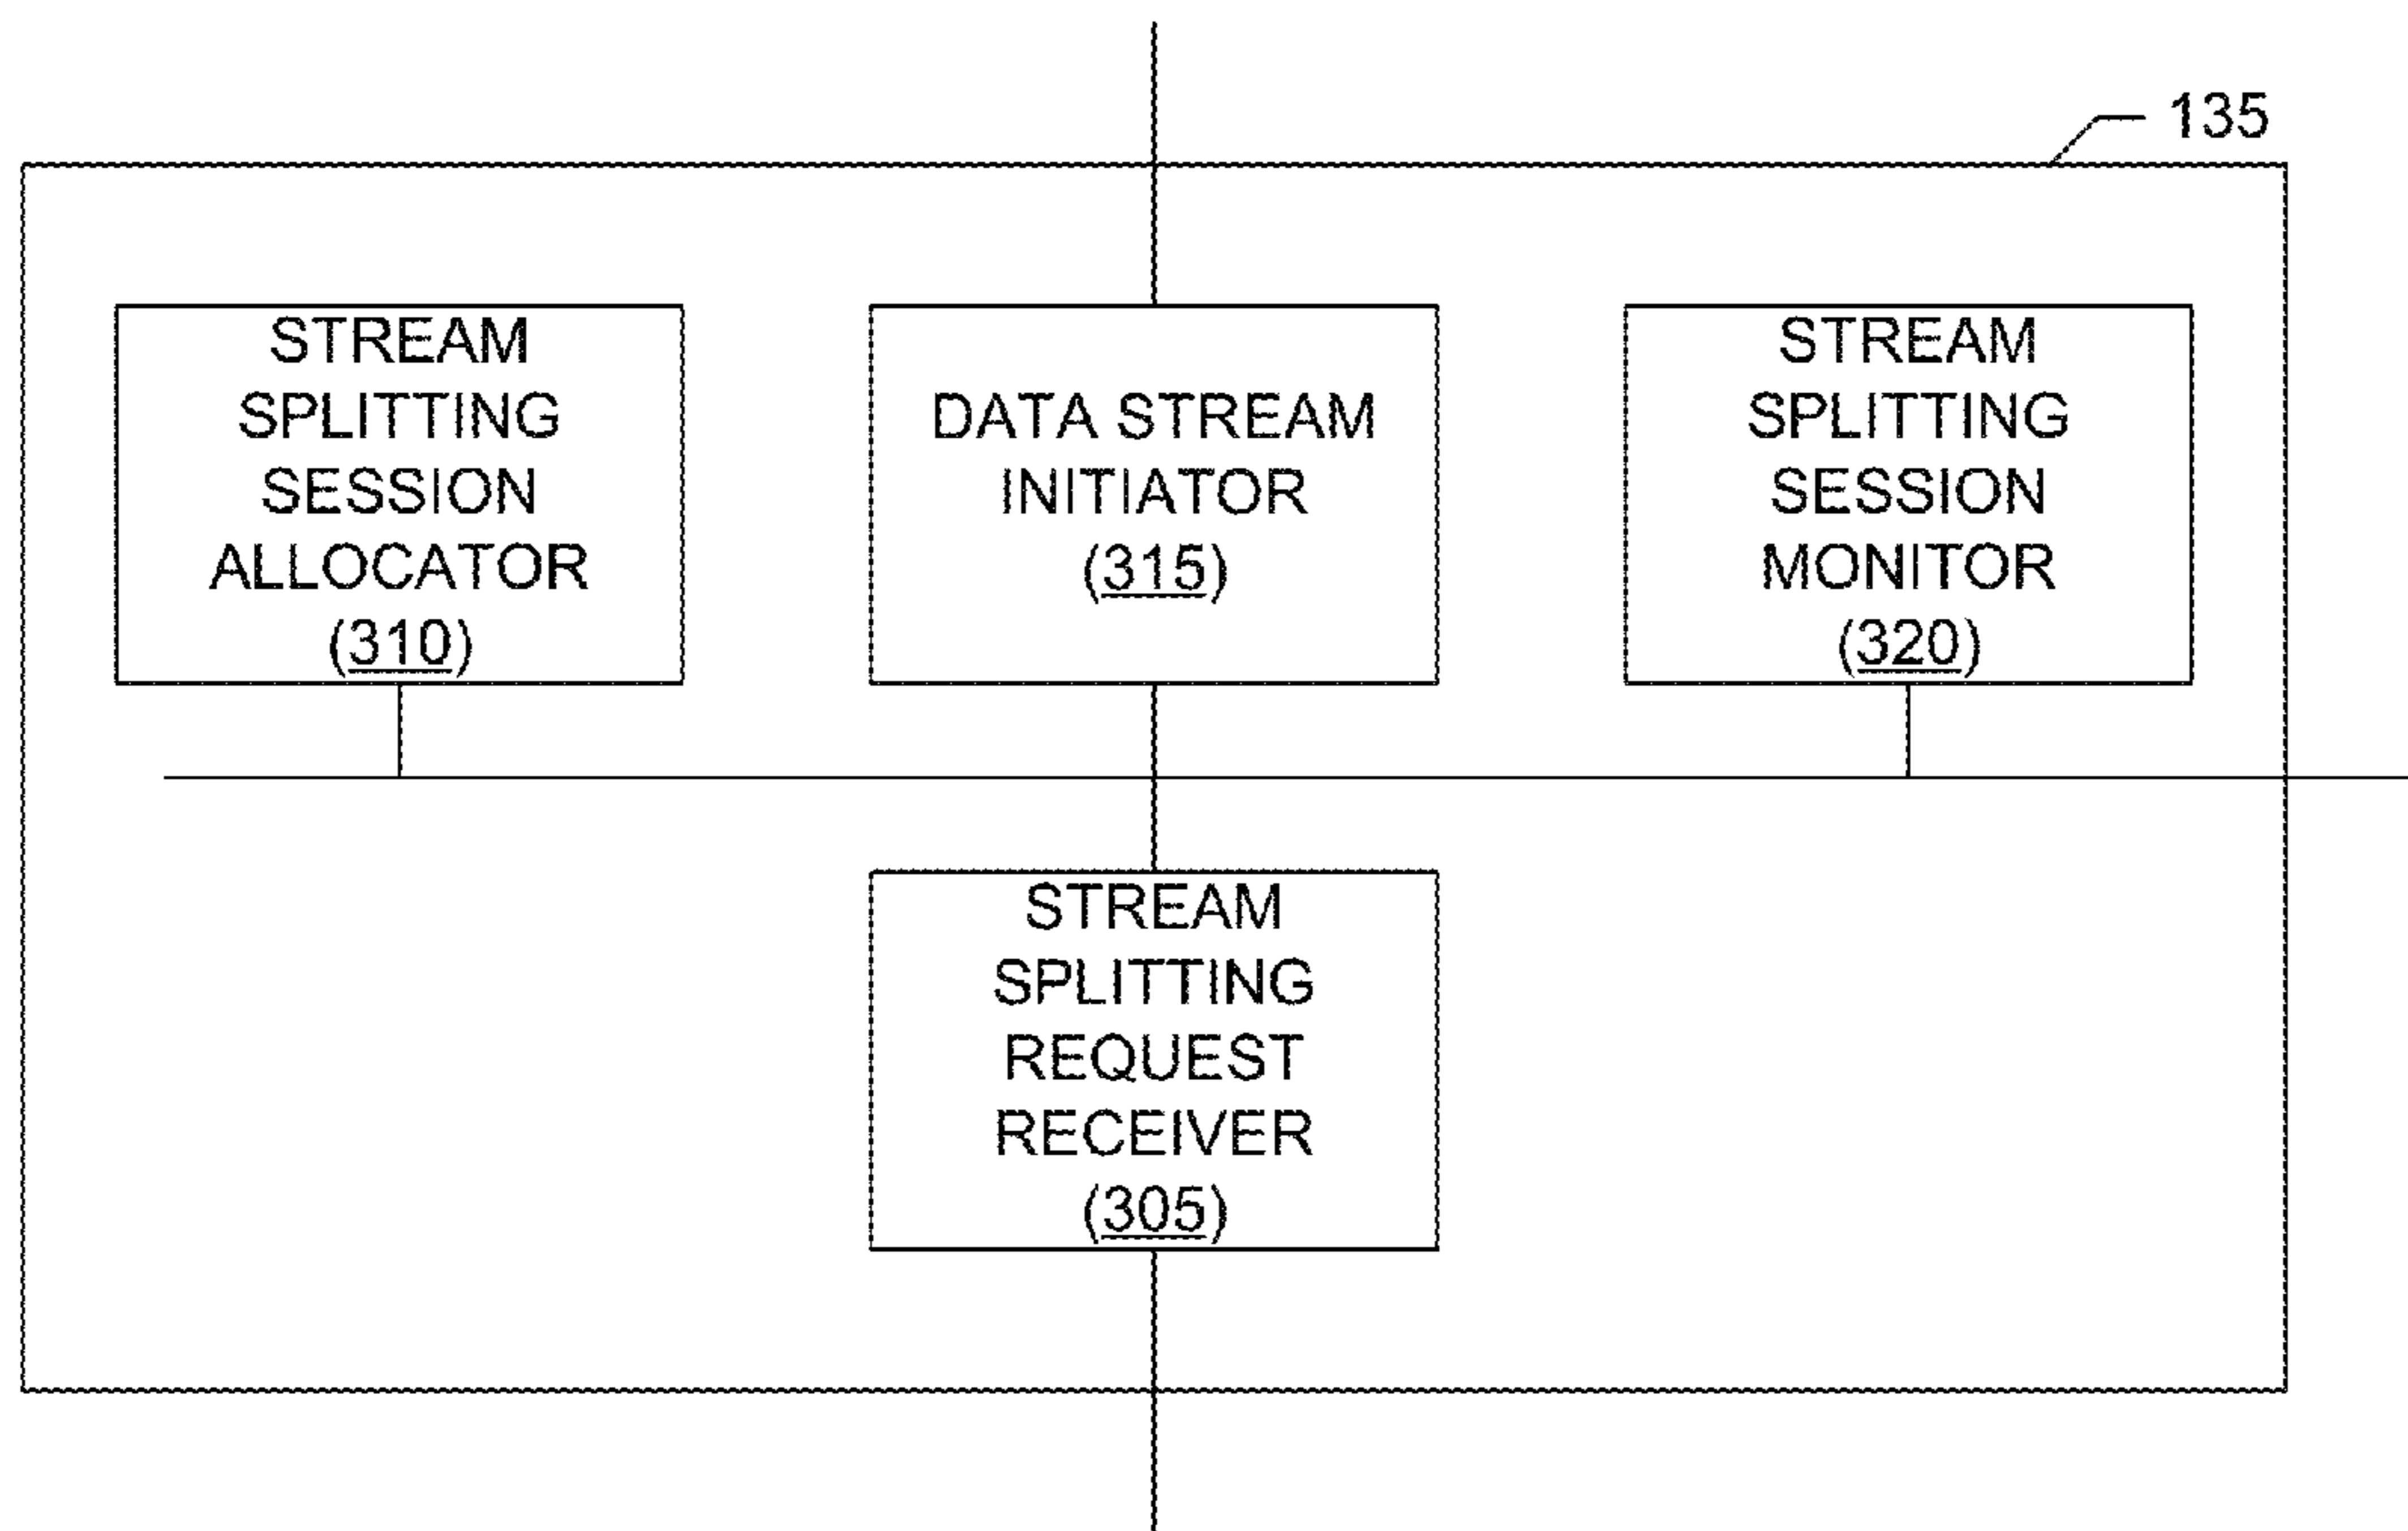 135
STREAM
SPLITTING
SESSION
ALLOCATOR
(310)
DATA STREAM
INITIATOR
(315)
STREAM
SPLITTING
SESSION
MONITOR
(320)
STREAM
SPLITTING
REQUEST
RECEIVER
(305)